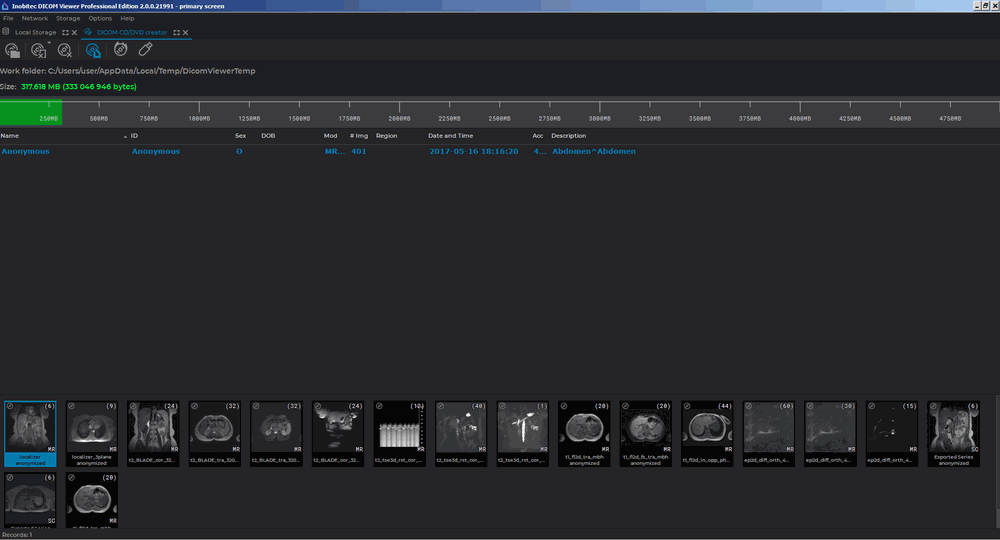 Inobitec DICOM Viewer Professional Edition 2.0.0.21991 - primary screen
File Network Storage Options Help
Local Storage DICOM CD/DVD creator
Work folder: C:/Users/user/AppData/Local/Temp/DicomViewerTemp
Size: 317.618 MB (333 046 946 bytes)
250MB 500MB 750MB 1000MB 1250MB 1500MB 1750MB 2000MB 2250MB 2500MB 2750MB 3000MB 3250MB 3500MB 3750MB 4000MB 4250MB 4500MB 4750MB
Name ID Sex DOB Mod # Img Region Date and Time Acc Description
Anonymous Anonymous O MR... 401 2017-05-16 18:16:20 4... Abdomen^Abdomen
(6) (9) (24) (32) (32) (24) (40) (1) (20) (20) (44) (60) (30) (15) (6)
MR MR MR MR MR MR MR MR MR MR MR MR MR MR MR SC
localizer anonymized
localizer_3plane anonymized
t2_BLADE_cor_32...
t2_BLADE_tra_320...
t2_BLADE_tra_320...
t2_BLADE_cor_32...
t2_tse3d_rst_cor_...
t2_tse3d_rst_cor_...
t2_tse3d_rst_cor_...
t1_fl2d_tra_mbh anonymized
t1_fl2d_fs_tra_mbh anonymized
t1_fl2d_in_opp_ph...
ep2d_diff_orth_4...
ep2d_diff_orth_4...
ep2d_diff_orth_4...
Exported Series anonymized
(6) (20)
SC MR
Records: 1